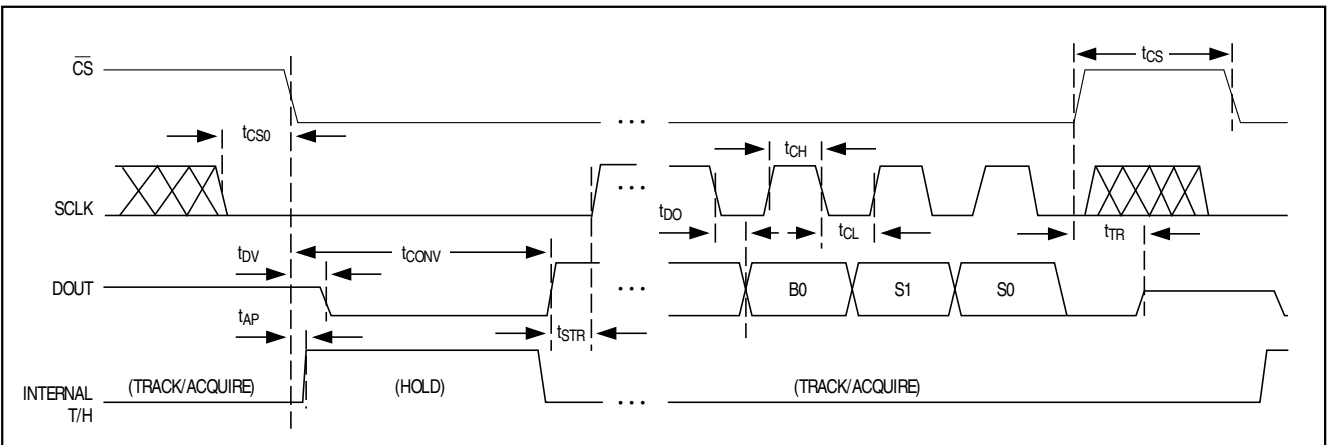 CS
tCS
tCS0
tCH
SCLK
tDO
tCL
tTR
tDV
tCONV
DOUT
B0
S1
S0
tAP
tSTR
INTERNAL
T/H
(TRACK/ACQUIRE)
(HOLD)
(TRACK/ACQUIRE)